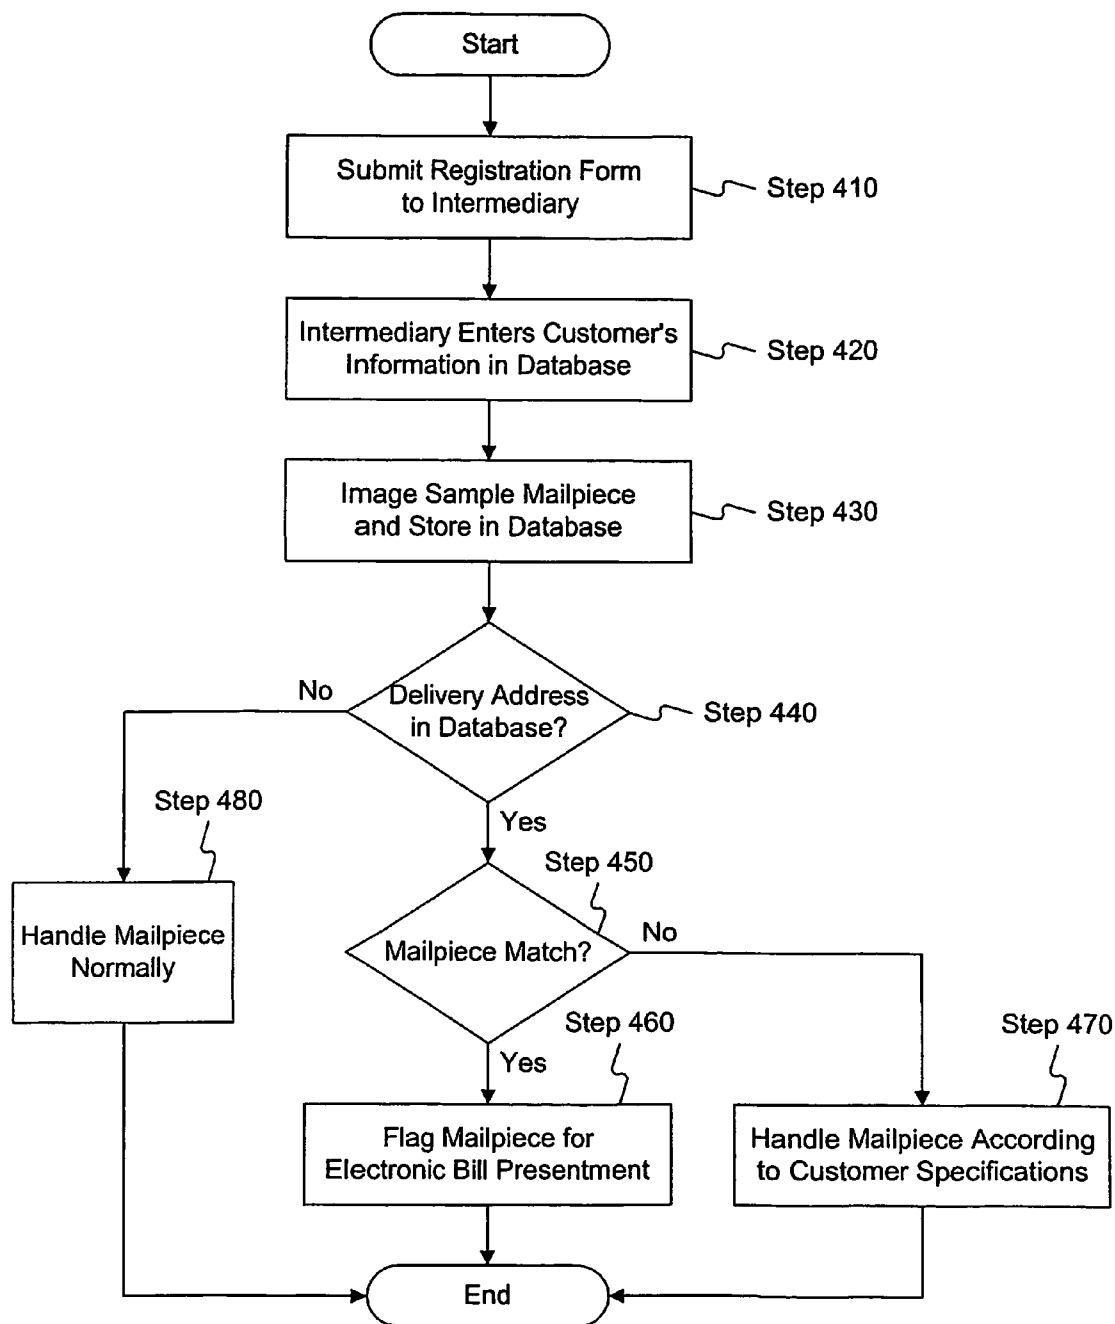 Start
Submit Registration Form
to Intermediary
Step 410
Intermediary Enters Customer's
Information in Database
Step 420
Image Sample Mailpiece
and Store in Database
Step 430
No
Delivery Address
in Database?
Step 440
Step 480
Yes
Step 450
Handle Mailpiece
Normally
Mailpiece Match?
No
Step 460
Step 470
Yes
Flag Mailpiece for
Electronic Bill Presentment
Handle Mailpiece According
to Customer Specifications
End